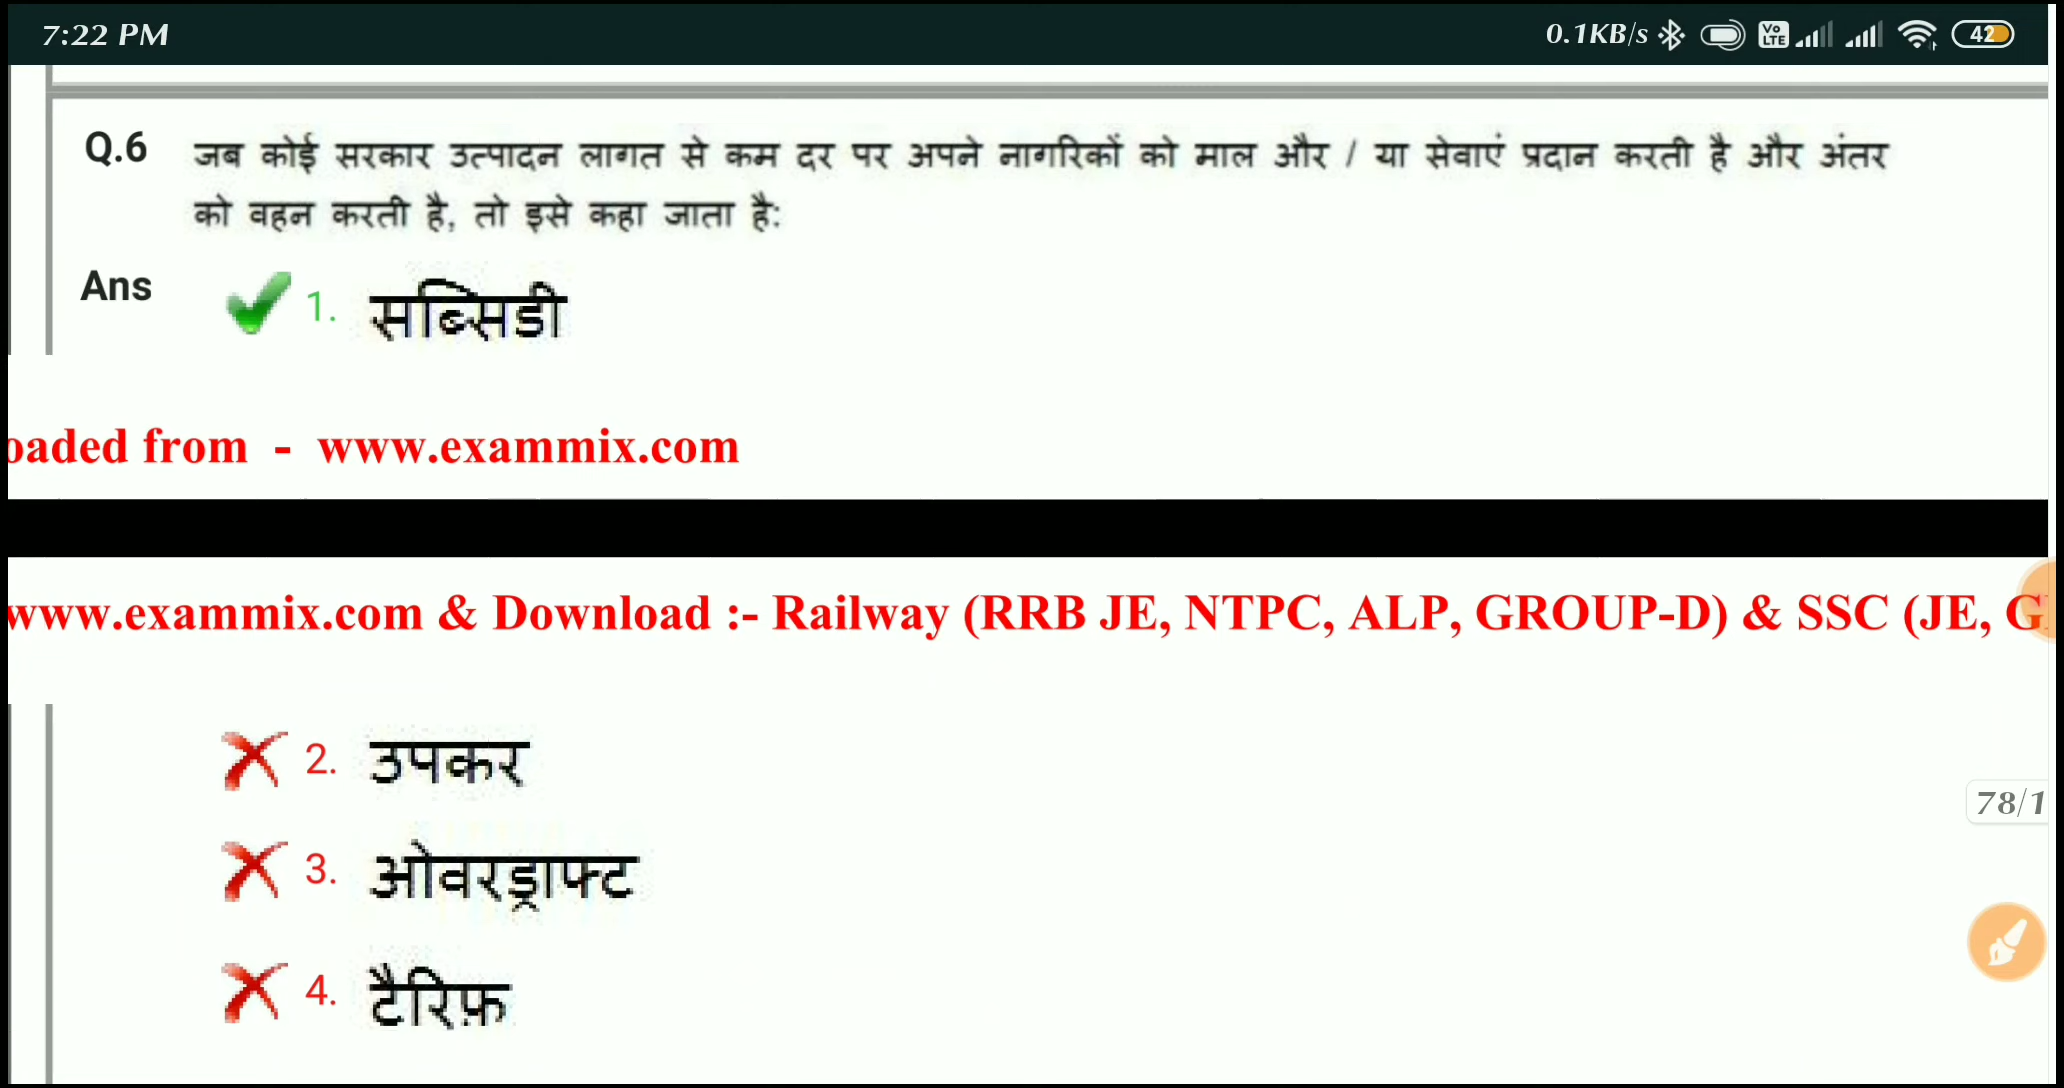 7:22 PM
0.1KB/s Vo LTE 42
Q.6 जब कोई सरकार उत्पादन लागत से कम दर पर अपने नागरिकों को माल और / या सेवाएं प्रदान करती है और अंतर
को वहन करती है, तो इसे कहा जाता है:
Ans 1. सब्सिडी
oaded from - www.exammix.com
www.exammix.com & Download :- Railway (RRB JE, NTPC, ALP, GROUP-D) & SSC (JE, G
2. उपकर
78/1
3. ओवरड्राफ्ट
4. टैरिफ़